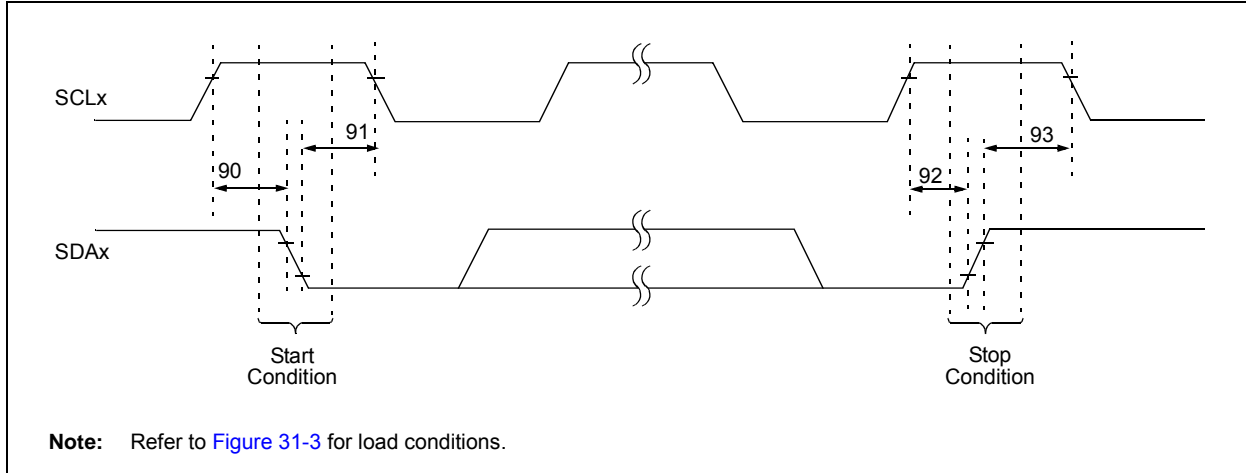 SCLx
91
93
90
92
SDAx
Start
Condition
Stop
Condition
Note: Refer to Figure 31-3 for load conditions.